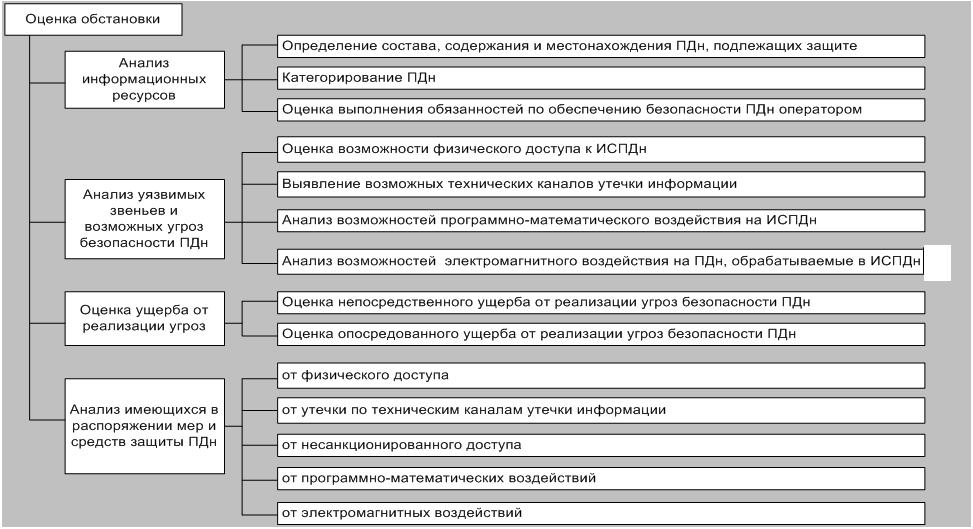 Оценка обстановки
Анализ
информационных
ресурсов
Определение состава, содержания и местонахождения ПДн, подлежащих защите
Категорирование ПДн
Оценка выполнения обязанностей по обеспечению безопасности ПДн оператором
Анализ уязвимых
звеньев и
возможных угроз
безопасности ПДн
Оценка возможности физического доступа к ИСПДн
Выявление возможных технических каналов утечки информации
Анализ возможностей программно-математического воздействия на ИСПДн
Анализ возможностей электромагнитного воздействия на ПДн, обрабатываемые в ИСПДн
Оценка ущерба от
реализации угроз
Оценка непосредственного ущерба от реализации угроз безопасности ПДн
Оценка опосредованного ущерба от реализации угроз безопасности ПДн
Анализ имеющихся в
распоряжении мер и
средств защиты ПДн
от физического доступа
от утечки по техническим каналам утечки информации
от несанкционированного доступа
от программно-математических воздействий
от электромагнитных воздействий